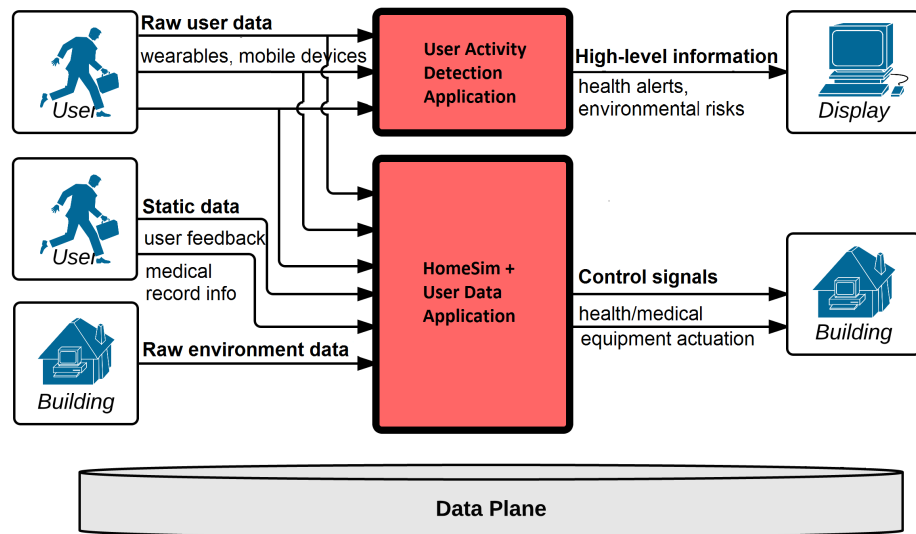 Raw user data
wearables, mobile devices
User
User Activity
Detection
Application
High-level information
health alerts,
environmental risks
Display
User
Static data
user feedback
medical
record info
HomeSim +
User Data
Application
Control signals
health/medical
equipment actuation
Building
Raw environment data
Building
Data Plane